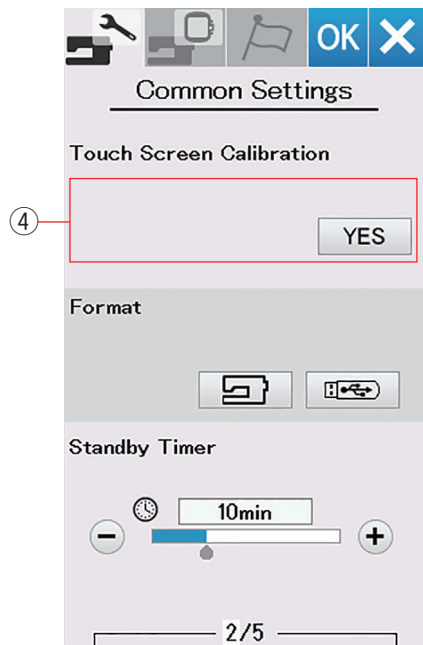 OK
Common Settings
Touch Screen Calibration
4
YES
Format
Standby Timer
10min
2/5